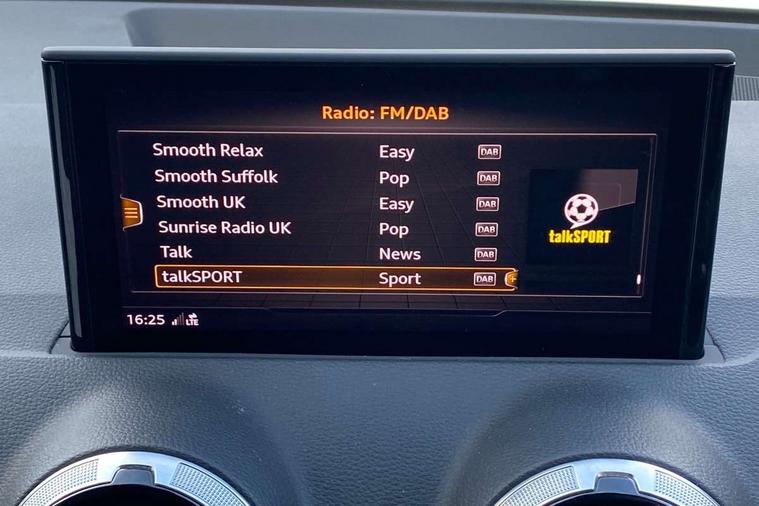 Radio: FM/DAB
Smooth Relax Easy DAB
Smooth Suffolk Pop DAB
Smooth UK Easy DAB
Sunrise Radio UK Pop DAB
Talk News DAB
talkSPORT Sport DAB
talkSPORT
16:25 LTE